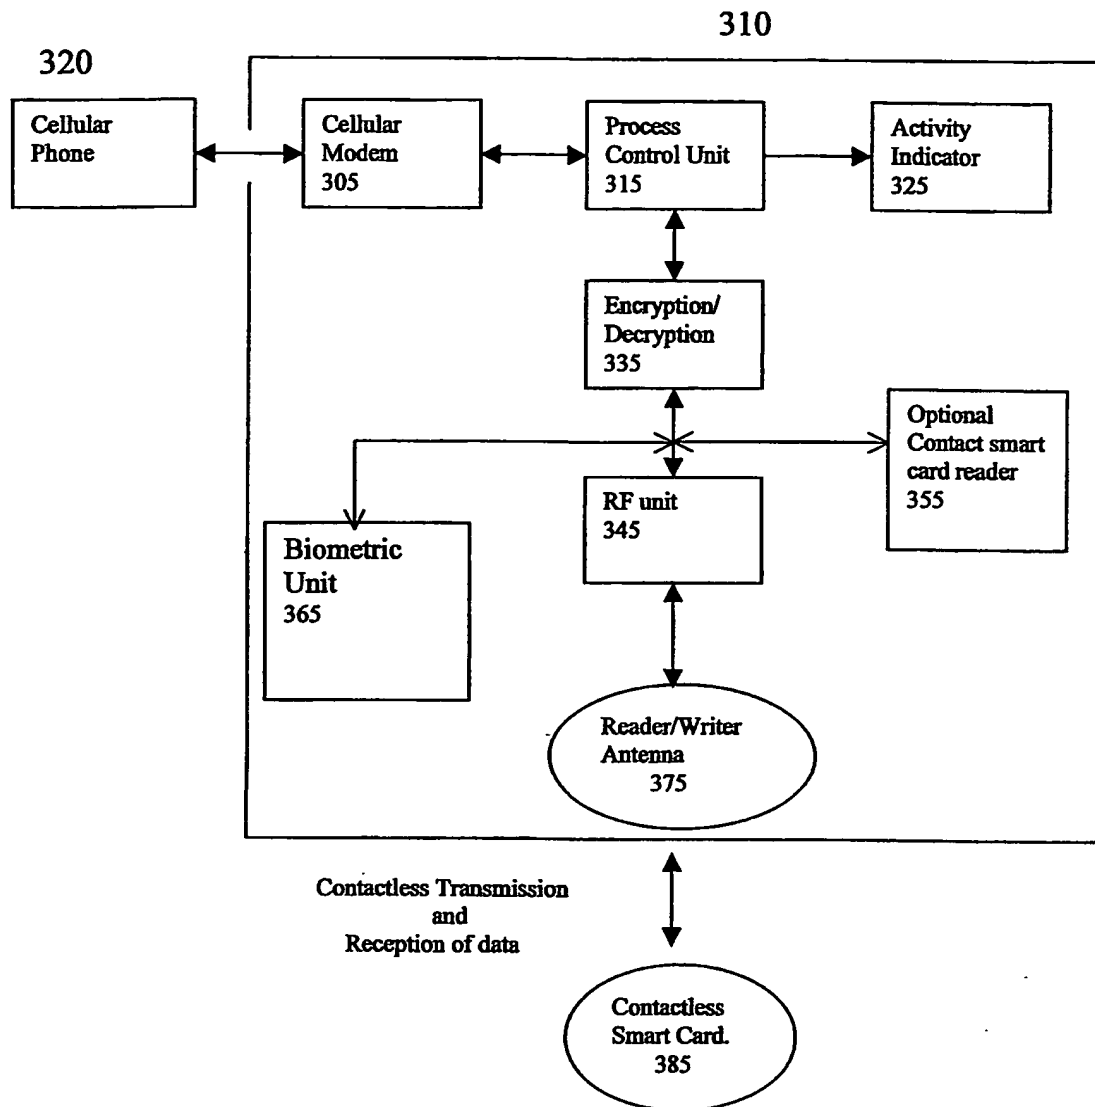 310
320
Cellular
Phone
Cellular
Modem
305
Process
Control Unit
315
Activity
Indicator
325
Encryption/
Decryption
335
Optional
Contact smart
card reader
355
RF unit
345
Biometric
Unit
365
Reader/Writer
Antenna
375
Contactless Transmission
and
Reception of data
Contactless
Smart Card.
385